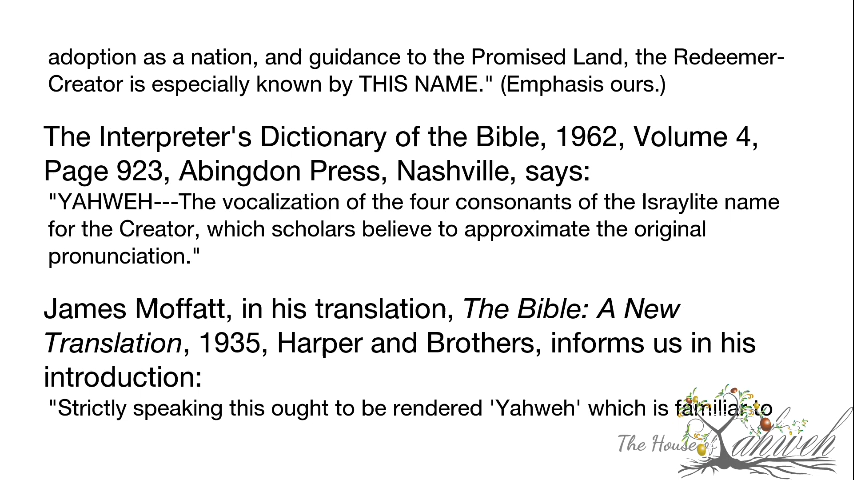 adoption as a nation, and guidance to the Promised Land, the Redeemer-
Creator is especially known by THIS NAME." (Emphasis ours.)
The Interpreter's Dictionary of the Bible, 1962, Volume 4,
Page 923, Abingdon Press, Nashville, says:
"YAHWEH---The vocalization of the four consonants of the Israylite name
for the Creator, which scholars believe to approximate the original
pronunciation."
James Moffatt, in his translation, The Bible: A New
Translation, 1935, Harper and Brothers, informs us in his
introduction:
"Strictly speaking this ought to be rendered 'Yahweh' which is familiar to
The House of Yahweh